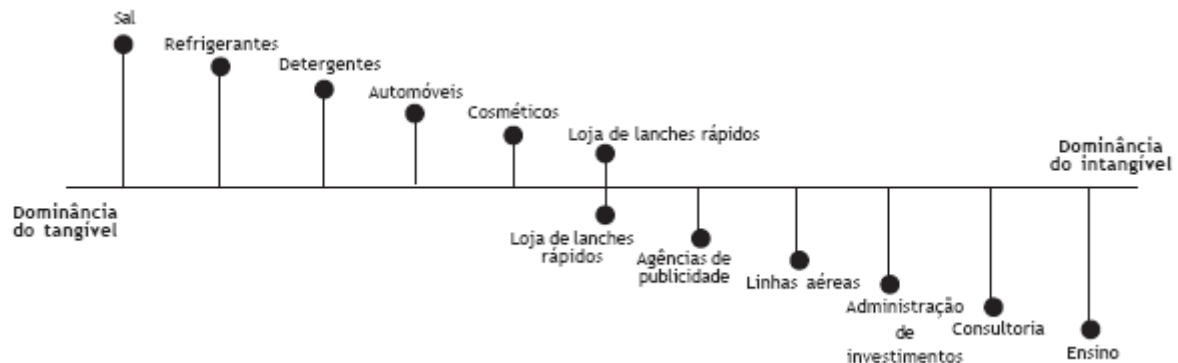 Sal
Refrigerantes
Detergentes
Automóveis
Cosméticos
Loja de lanches rápidos
Dominância
do intangível
Dominância
do tangível
Loja de lanches
rápidos
Agências de
publicidade
Linhas aéreas
Administração
de
investimentos
Consultoria
Ensino